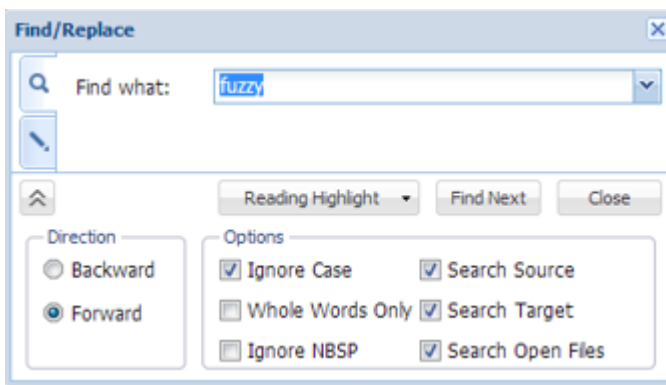 Find/Replace
Find what: fuzzy
Reading Highlight Find Next Close
Direction Options
Backward Ignore Case Search Source
Forward Whole Words Only Search Target
Ignore NBSP Search Open Files